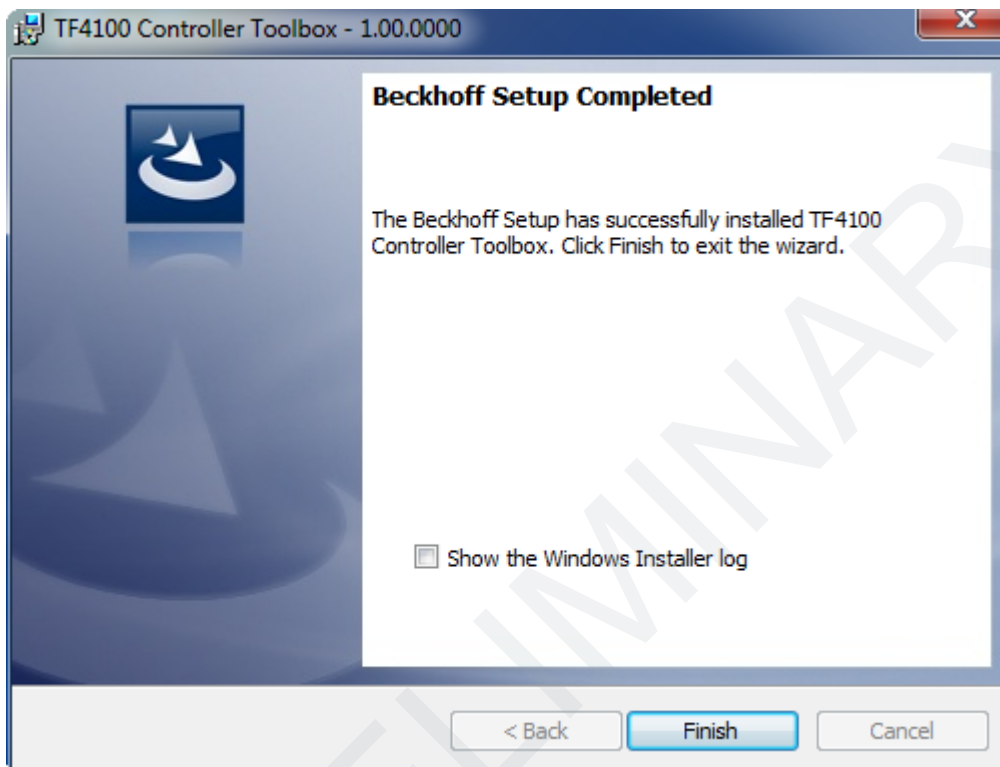 TF4100 Controller Toolbox - 1.00.0000
X
Beckhoff Setup Completed
The Beckhoff Setup has successfully installed TF4100
Controller Toolbox. Click Finish to exit the wizard.
Show the Windows Installer log
< Back
Finish
Cancel
ELIMINARY